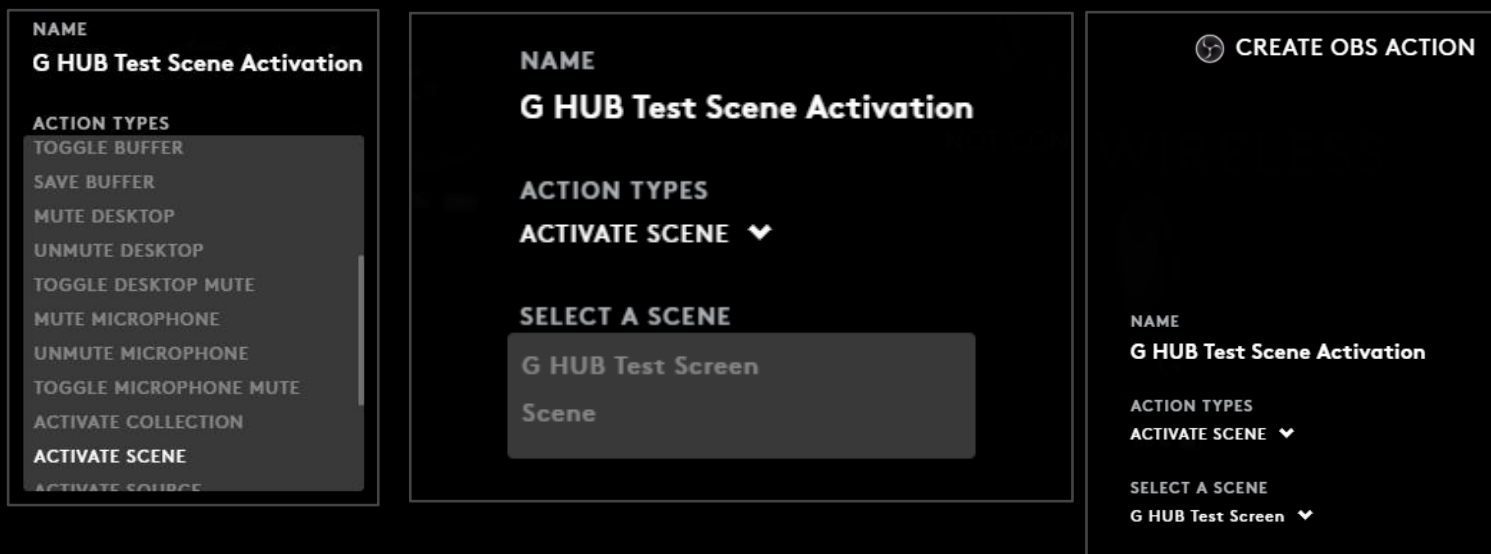 NAME
G HUB Test Scene Activation
ACTION TYPES
TOGGLE BUFFER
SAVE BUFFER
MUTE DESKTOP
UNMUTE DESKTOP
TOGGLE DESKTOP MUTE
MUTE MICROPHONE
UNMUTE MICROPHONE
TOGGLE MICROPHONE MUTE
ACTIVATE COLLECTION
ACTIVATE SCENE
ACTIVATE SOURCE
NAME
G HUB Test Scene Activation
ACTION TYPES
ACTIVATE SCENE
SELECT A SCENE
G HUB Test Screen
Scene
CREATE OBS ACTION
NAME
G HUB Test Scene Activation
ACTION TYPES
ACTIVATE SCENE
SELECT A SCENE
G HUB Test Screen